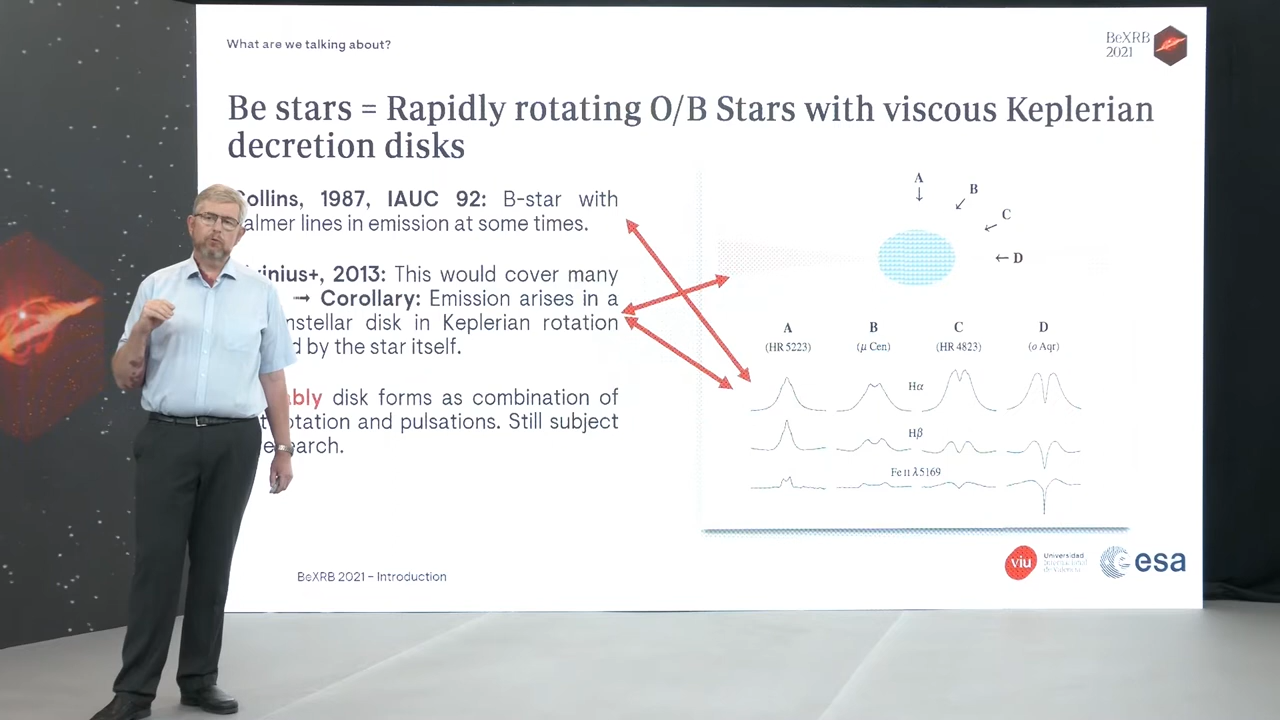 What are we talking about?
BeXRB
2021
Be stars = Rapidly rotating O/B Stars with viscous Keplerian
decretion disks
ollins, 1987, IAUC 92: B-star with
almer lines in emission at some times.
inius+, 2013: This would cover many
→ Corollary: Emission arises in a
nstellar disk in Keplerian rotation
d by the star itself.
ably disk forms as combination of
otation and pulsations. Still subject
earch.
A
B
C
← D
A B C D
(HR 5223) (μ Cen) (HR 4823) (o Aqr)
Hα
Hβ
Fe II λ5169
BeXRB 2021 – Introduction
viu
Universidad
Internacional
de Valencia
esa